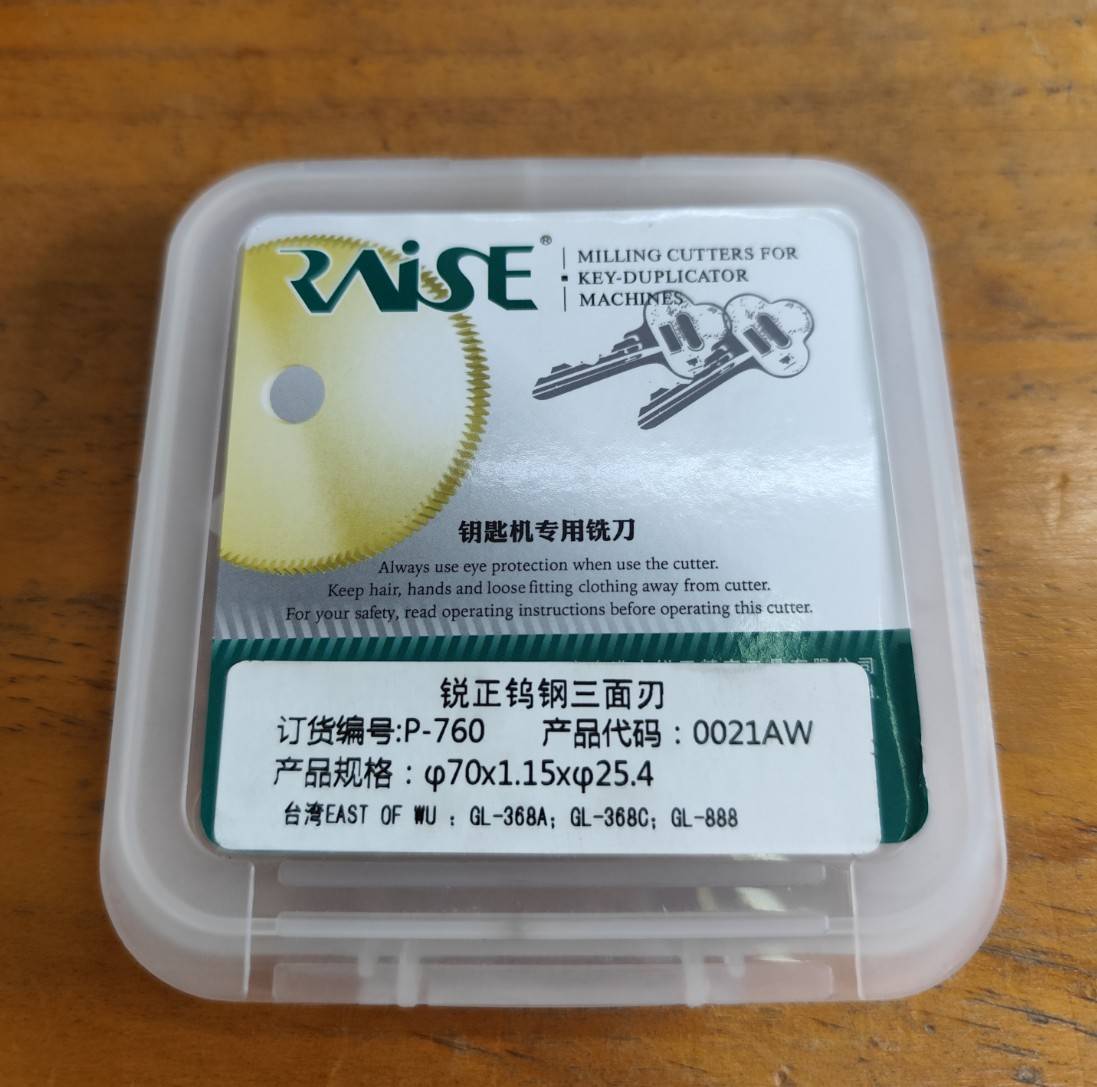 RAISE®
MILLING CUTTERS FOR
KEY-DUPLICATOR
MACHINES
钥匙机专用铣刀
Always use eye protection when use the cutter.
Keep hair, hands and loose fitting clothing away from cutter.
For your safety, read operating instructions before operating this cutter.
有限公司
锐正钨钢三面刃
订货编号:P-760 产品代码：0021AW
产品规格：φ70x1.15xφ25.4
台湾EAST OF WU : GL-368A; GL-368C; GL-888